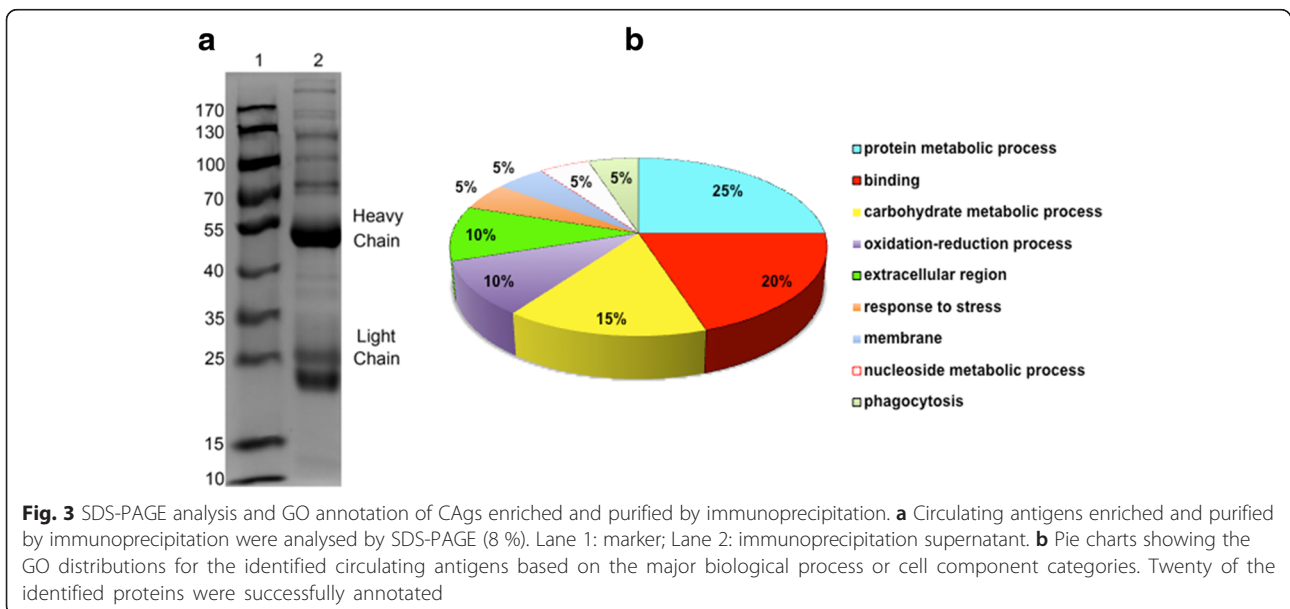 a
b
1 2
170
130
100
70
55
40
35
25
15
10
Heavy
Chain
Light
Chain
25%
20%
15%
10%
10%
5%
5%
5%
5%
protein metabolic process
binding
carbohydrate metabolic process
oxidation-reduction process
extracellular region
response to stress
membrane
nucleoside metabolic process
phagocytosis
Fig. 3 SDS-PAGE analysis and GO annotation of CAgs enriched and purified by immunoprecipitation. a Circulating antigens enriched and purified
by immunoprecipitation were analysed by SDS-PAGE (8 %). Lane 1: marker; Lane 2: immunoprecipitation supernatant. b Pie charts showing the
GO distributions for the identified circulating antigens based on the major biological process or cell component categories. Twenty of the
identified proteins were successfully annotated